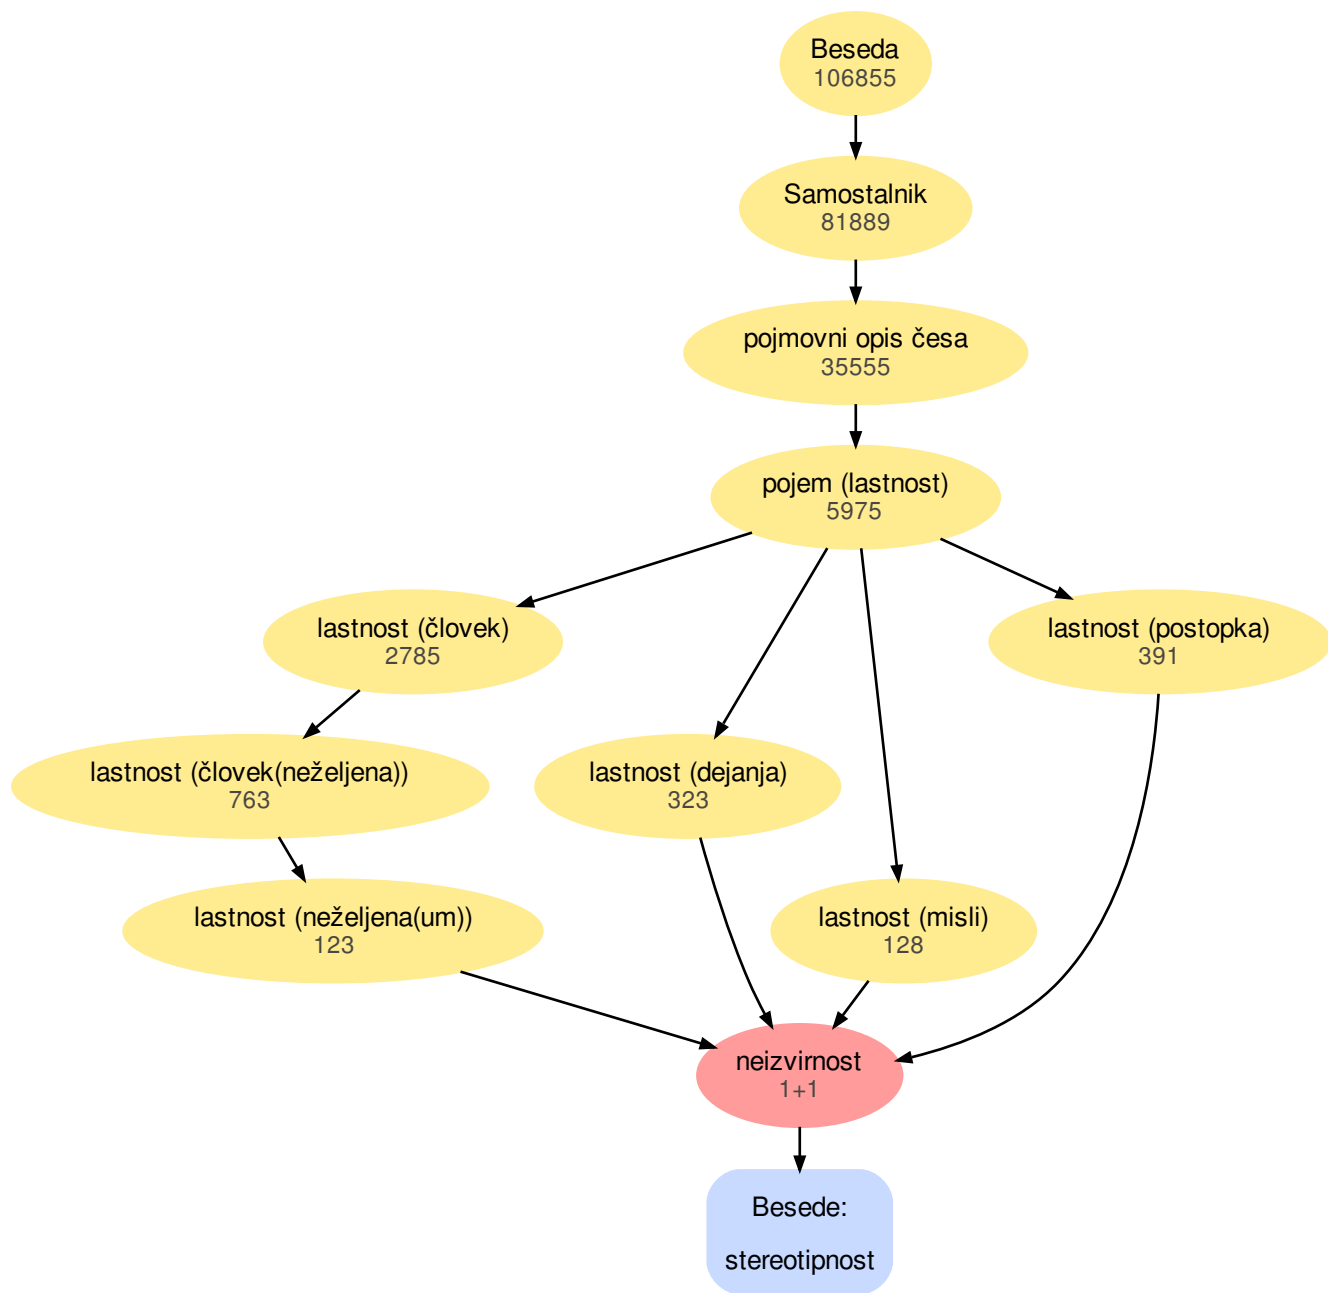 Beseda
106855
Samostalnik
81889
pojmovni opis česa
35555
pojem (lastnost)
5975
lastnost (človek)
2785
lastnost (postopka)
391
lastnost (človek(neželjena))
763
lastnost (dejanja)
323
lastnost (neželjena(um))
123
lastnost (misli)
128
neizvirnost
1+1
Besede:
stereotipnost